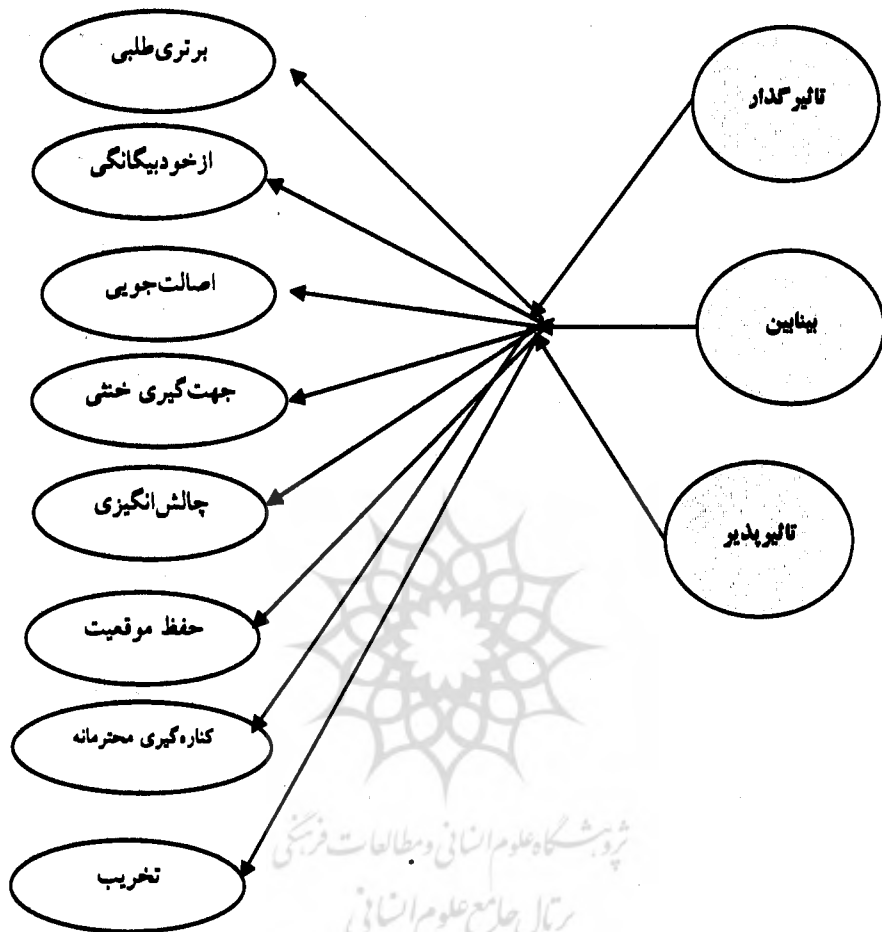 تاثیرگذار
بینابین
تاثیرپذیر
برتری‌طلبی
ازخودبیگانگی
اصالت‌جویی
جهت‌گیری خنثی
چالش‌انگیزی
حفظ موقعیت
کناره‌گیری محترمانه
تخریب
پژوهشگاه علوم انسانی و مطالعات فرهنگی
پرتال جامع علوم انسانی